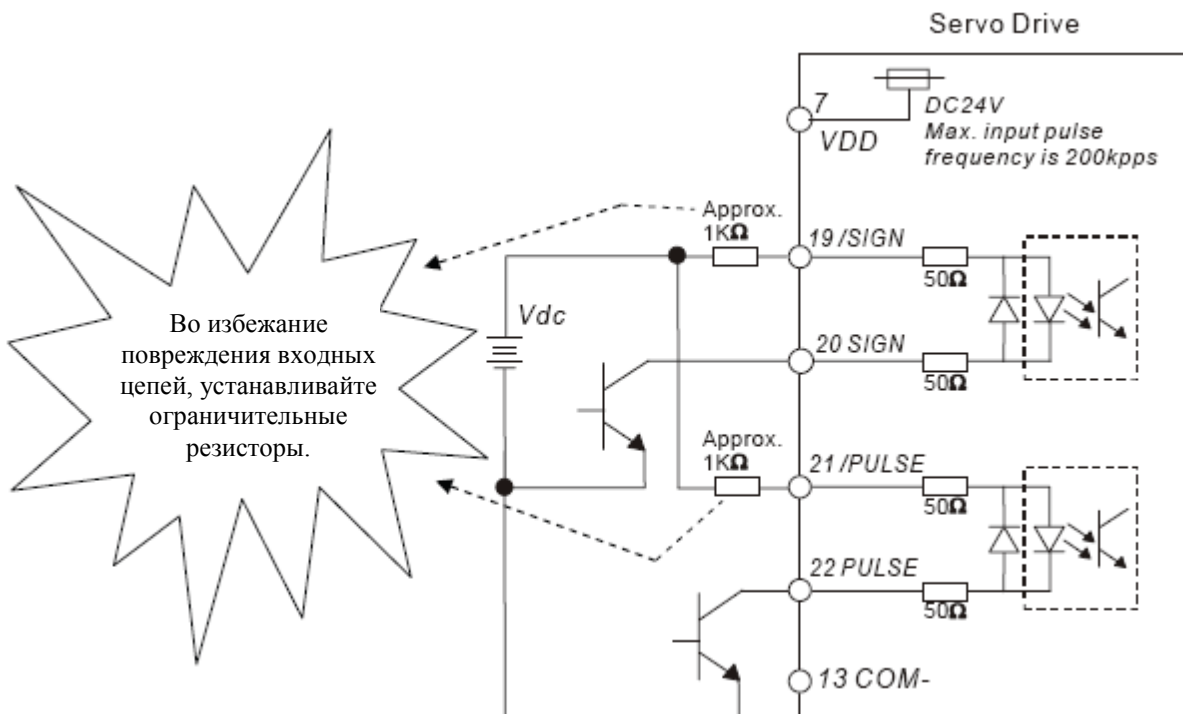 Servo Drive
7
VDD
DC24V
Max. input pulse
frequency is 200kpps
Approx.
1KΩ
19 /SIGN
50Ω
Vdc
20 SIGN
50Ω
Во избежание
повреждения входных
цепей, устанавливайте
ограничительные
резисторы.
Approx.
1KΩ
21 /PULSE
50Ω
22 PULSE
50Ω
13 COM-